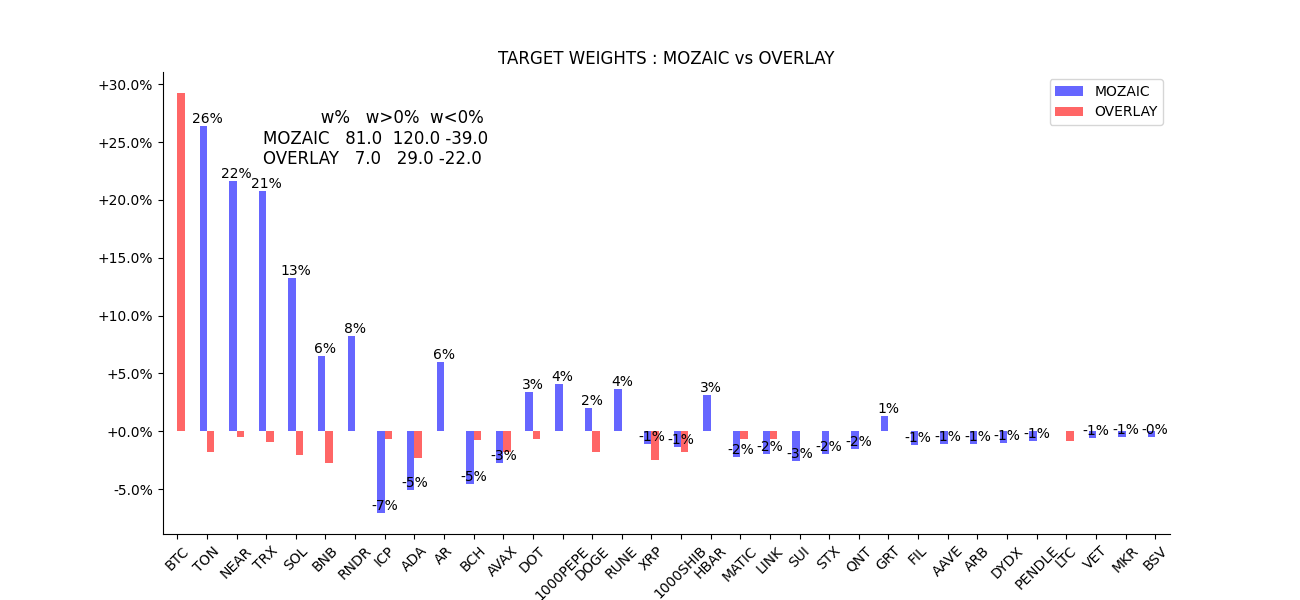 TARGET WEIGHTS : MOZAIC vs OVERLAY
+30.0%
+25.0%
+20.0%
+15.0%
+10.0%
+5.0%
+0.0%
-5.0%
MOZAIC
OVERLAY
w% w>0% w<0%
MOZAIC 81.0 120.0 -39.0
OVERLAY 7.0 29.0 -22.0
26%
22%
21%
13%
6%
8%
-7%
-5%
6%
-5%
-3%
3%
4%
2%
4%
-1%
-1%
3%
-2%
-2%
-3%
-2%
-2%
1%
-1%
-1%
-1%
-1%
-1%
-1%
-1%
-0%
BTC
TON
NEAR
TRX
SOL
BNB
RNDR
ICP
ADA
AR
BCH
AVAX
DOT
1000PEPE
DOGE
RUNE
XRP
1000SHIB
HBAR
MATIC
LINK
SUI
STX
QNT
GRT
FIL
AAVE
ARB
DYDX
PENDLE
LTC
VET
MKR
BSV